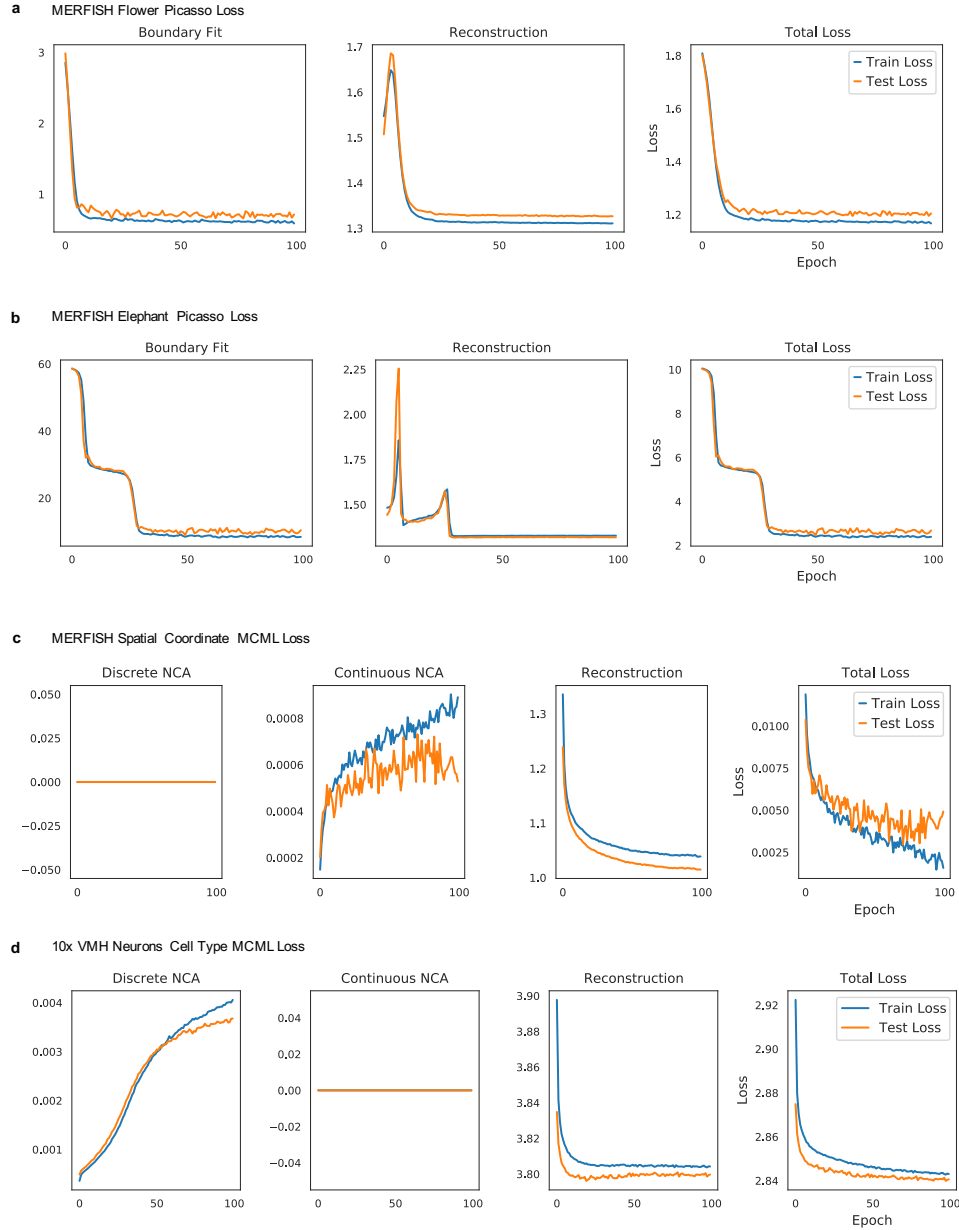 a MERFISH Flower Picasso Loss
Boundary Fit Reconstruction Total Loss
3
2
1
0 50 100
1.7
1.6
1.5
1.4
1.3
0 50 100
Loss
1.8
1.6
1.4
1.2
Train Loss
Test Loss
0 50 100
Epoch
b MERFISH Elephant Picasso Loss
Boundary Fit Reconstruction Total Loss
60
40
20
0 50 100
2.25
2.00
1.75
1.50
0 50 100
Loss
10
8
6
4
2
Train Loss
Test Loss
0 50 100
Epoch
c MERFISH Spatial Coordinate MCML Loss
Discrete NCA Continuous NCA Reconstruction Total Loss
0.050
0.025
0.000
−0.025
−0.050
0 100
0.0008
0.0006
0.0004
0.0002
0 100
1.3
1.2
1.1
1.0
0 100
Loss
0.0100
0.0075
0.0050
0.0025
Train Loss
Test Loss
0 100
Epoch
d 10x VMH Neurons Cell Type MCML Loss
Discrete NCA Continuous NCA Reconstruction Total Loss
0.004
0.003
0.002
0.001
0 50 100
0.04
0.02
0.00
−0.02
−0.04
0 50 100
3.90
3.88
3.86
3.84
3.82
3.80
0 50 100
Loss
2.92
2.90
2.88
2.86
2.84
Train Loss
Test Loss
0 50 100
Epoch